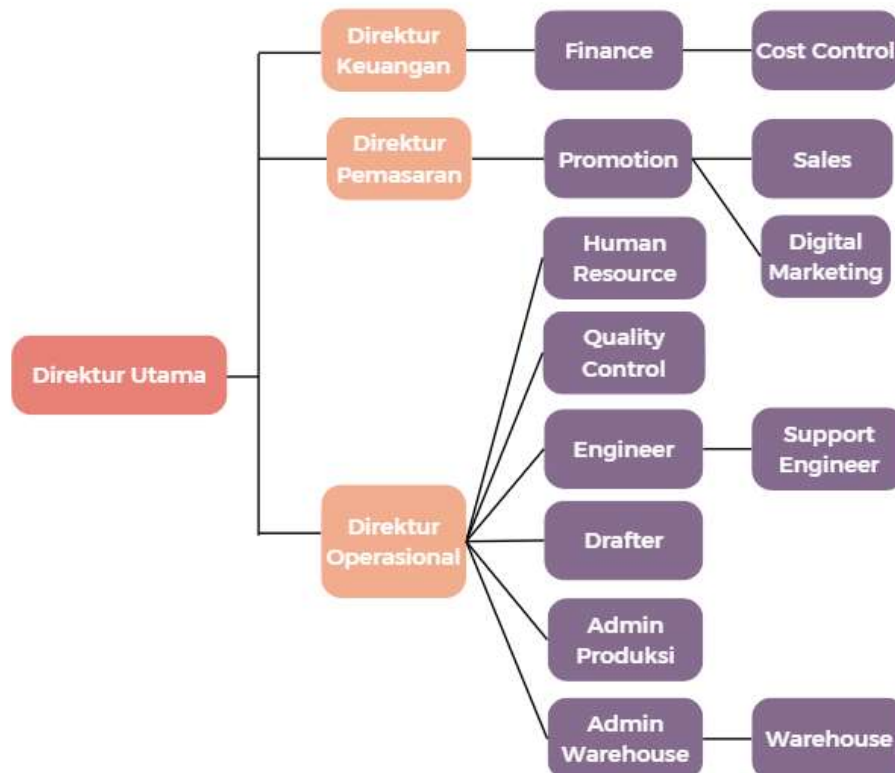 Direktur
Keuangan
Finance
Cost Control
Direktur
Pemasaran
Promotion
Sales
Digital
Marketing
Human
Resource
Quality
Control
Direktur Utama
Engineer
Support
Engineer
Direktur
Operasional
Drafter
Admin
Produksi
Admin
Warehouse
Warehouse